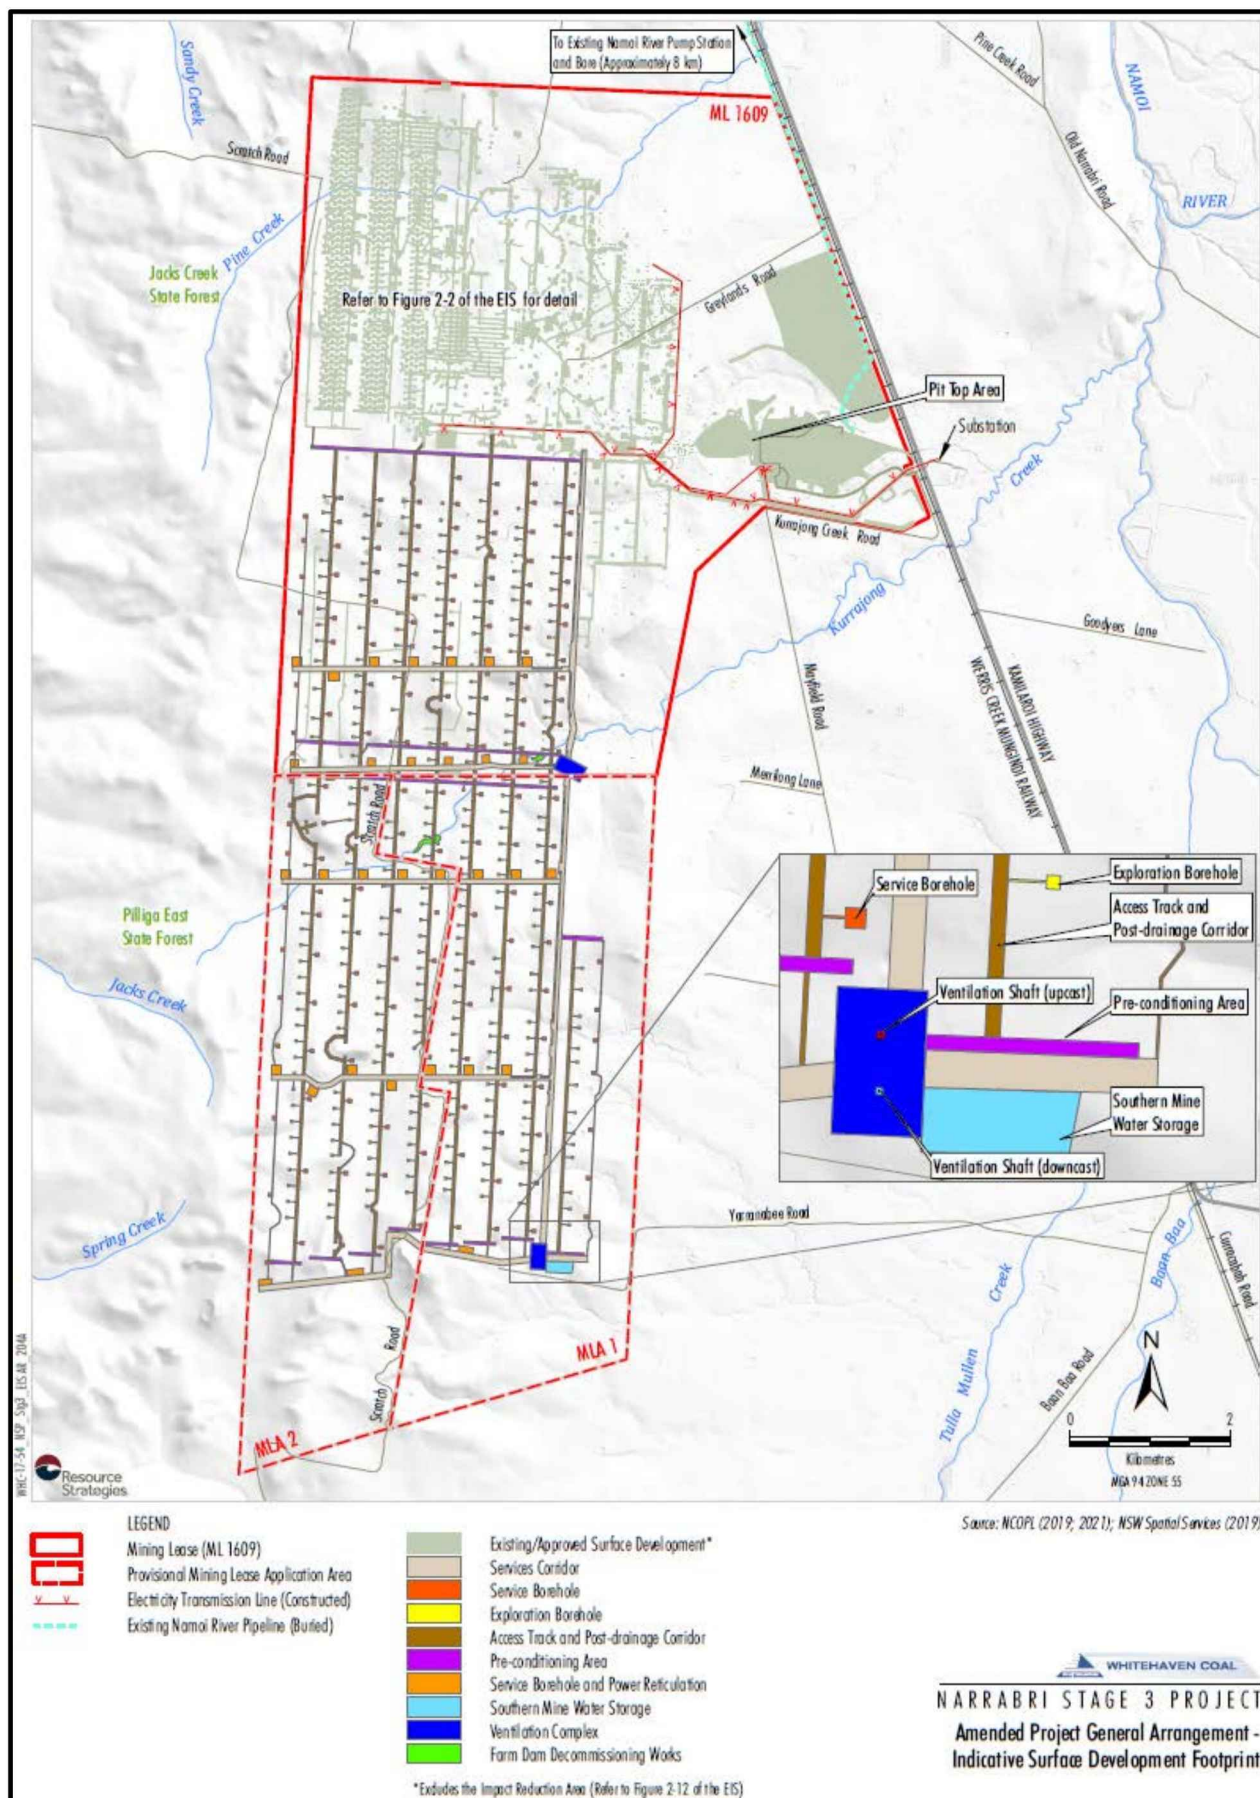 To Existing Namoi River Pump Station
and Bore (Approximately 8 km)
Sandy Creek
Pine Creek Road
NAMOI
RIVER
ML 1609
Scratch Road
Old Narrabri Road
Pine Creek
Jacks Creek
State Forest
Greylands Road
Refer to Figure 2-2 of the EIS for detail
Pit Top Area
Substation
Creek
Kurrajong Creek Road
Kurrajong
Goodyers Lane
Mayfield Road
KAMILAROI HIGHWAY
WERRIS CREEK MUNGINDI RAILWAY
Merrilong Lane
Scratch Road
Service Borehole
Exploration Borehole
Access Track and
Post-drainage Corridor
Pilliga East
State Forest
Jacks Creek
Ventilation Shaft (upcast)
Pre-conditioning Area
Southern Mine
Water Storage
Ventilation Shaft (downcast)
Yarranabee Road
Spring Creek
Tulla Mullen
Creek
Baan Baa
Curracabah Road
Baan Baa Road
Scratch Road
MLA 1
MLA 2
N
0 2
Kilometres
MGA 94 ZONE 55
WHC-17-54_NSP_Stg3_EIS AR_204A
Resource
Strategies
Source: NCOPL (2019; 2021); NSW Spatial Services (2019)
LEGEND
Mining Lease (ML 1609)
Provisional Mining Lease Application Area
Electricity Transmission Line (Constructed)
Existing Namoi River Pipeline (Buried)
Existing/Approved Surface Development*
Services Corridor
Service Borehole
Exploration Borehole
Access Track and Post-drainage Corridor
Pre-conditioning Area
Service Borehole and Power Reticulation
Southern Mine Water Storage
Ventilation Complex
Farm Dam Decommissioning Works
*Excludes the Impact Reduction Area (Refer to Figure 2-12 of the EIS)
WHITEHAVEN COAL
NARRABRI STAGE 3 PROJECT
Amended Project General Arrangement -
Indicative Surface Development Footprint